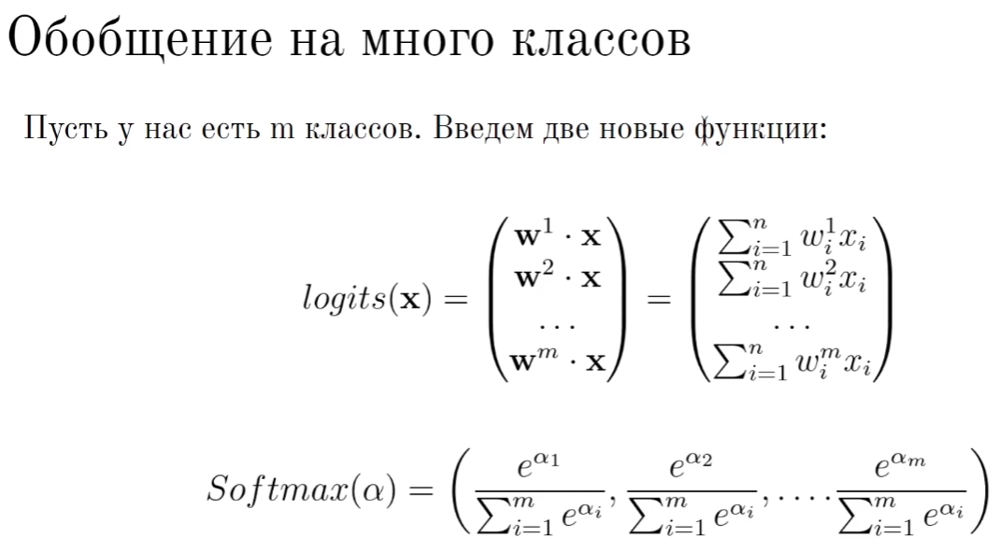 Обобщение на много классов
Пусть у нас есть m классов. Введем две новые функции:
$logits(\mathbf{x}) = \begin{pmatrix} \mathbf{w}^1 \cdot \mathbf{x} \\ \mathbf{w}^2 \cdot \mathbf{x} \\ \dots \\ \mathbf{w}^m \cdot \mathbf{x} \end{pmatrix} = \begin{pmatrix} \sum_{i=1}^n w_i^1 x_i \\ \sum_{i=1}^n w_i^2 x_i \\ \dots \\ \sum_{i=1}^n w_i^m x_i \end{pmatrix}$
$Softmax(\alpha) = \left( \frac{e^{\alpha_1}}{\sum_{i=1}^m e^{\alpha_i}}, \frac{e^{\alpha_2}}{\sum_{i=1}^m e^{\alpha_i}}, \dots . \frac{e^{\alpha_m}}{\sum_{i=1}^m e^{\alpha_i}} \right)$